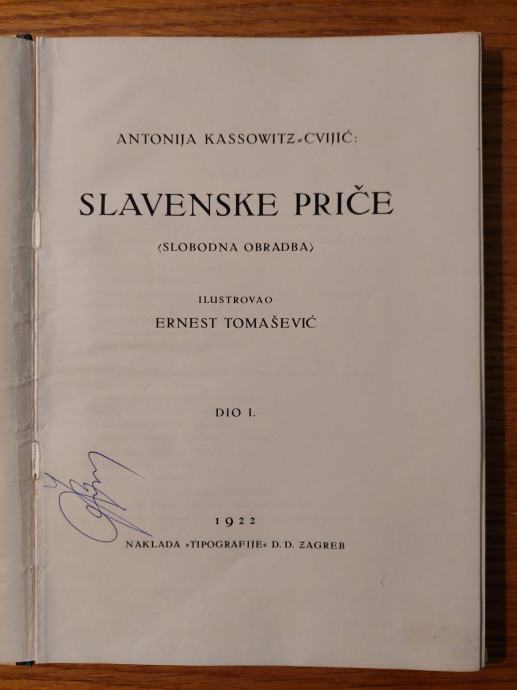 ANTONIJA KASSOWITZ-CVIJIĆ:
SLAVENSKE PRIČE
(SLOBODNA OBRADBA)
ILUSTROVAO
ERNEST TOMAŠEVIĆ
DIO I.
1922
NAKLADA »TIPOGRAFIJE« D. D. ZAGREB